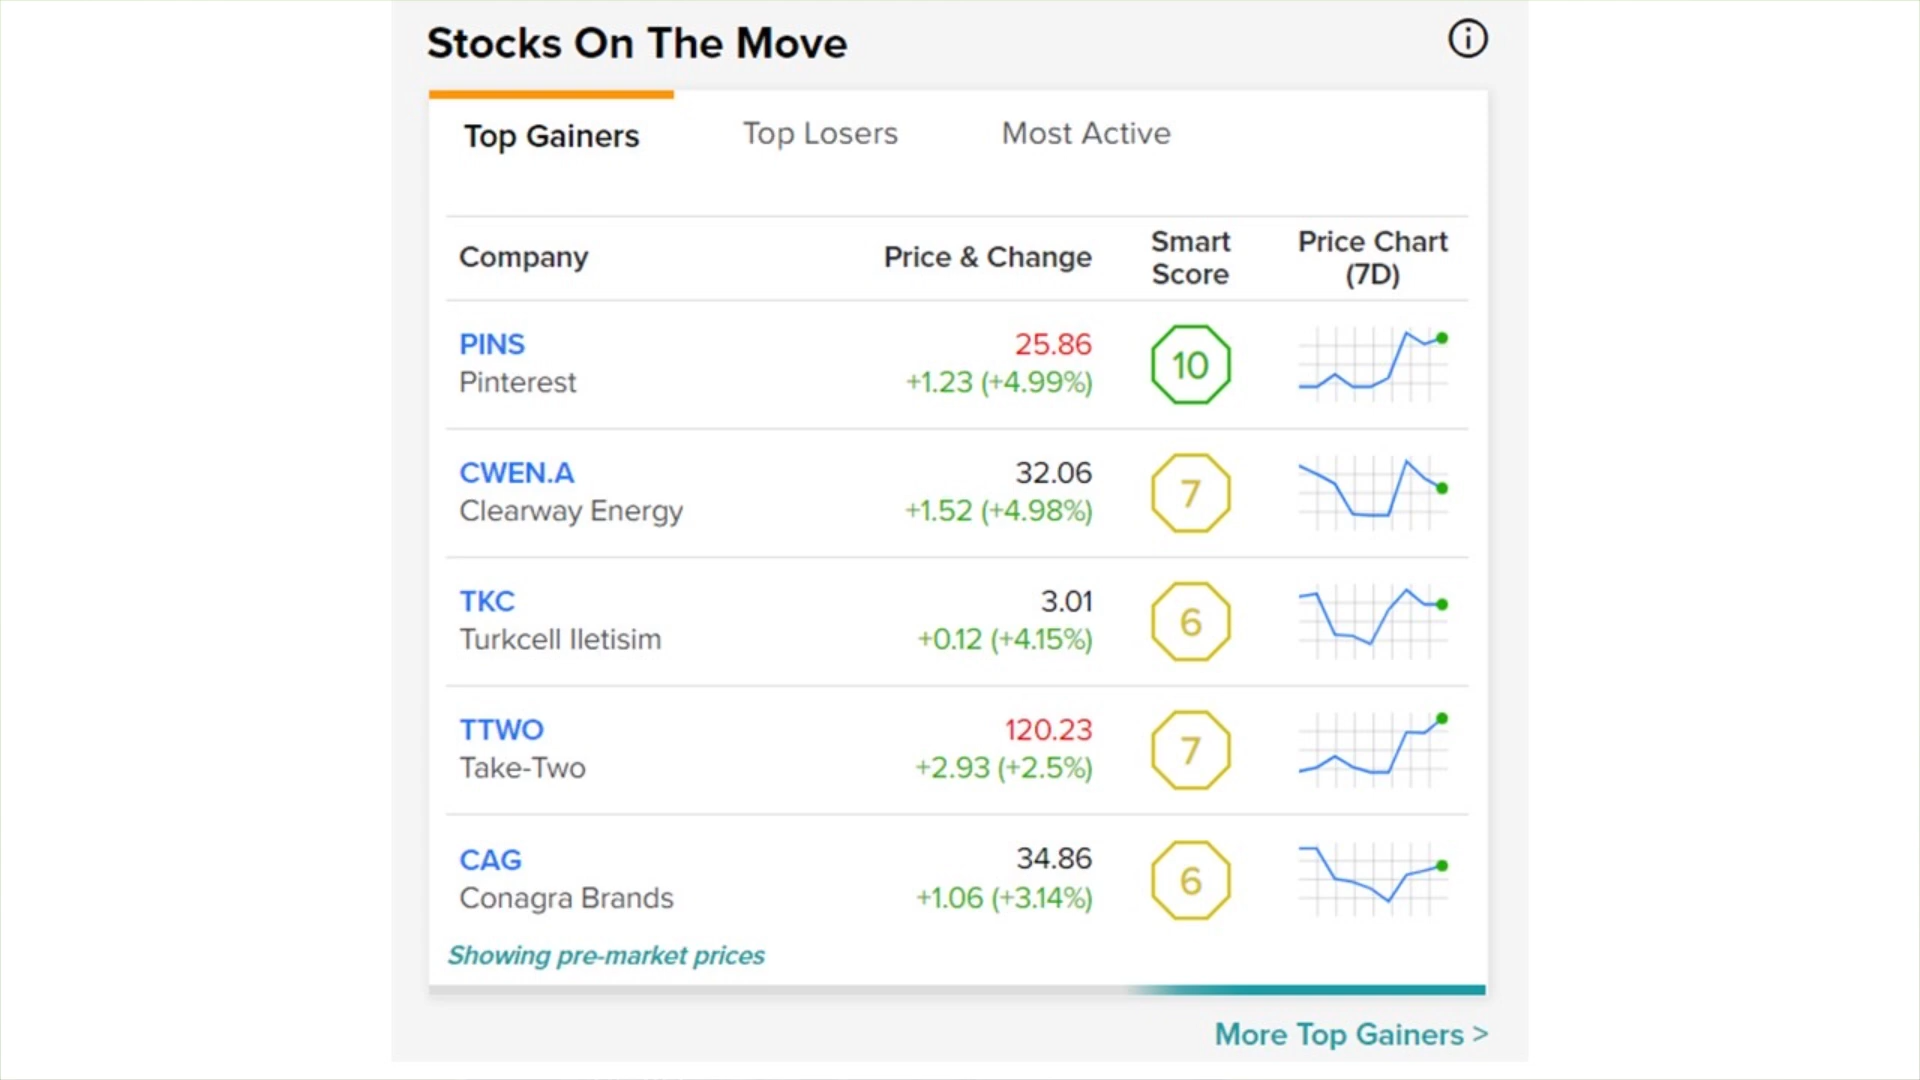 Stocks On The Move
Top Gainers
Top Losers
Most Active
Company
Price & Change
Smart
Score
Price Chart
(7D)
PINS
Pinterest
25.86
+1.23 (+4.99%)
10
CWEN.A
Clearway Energy
32.06
+1.52 (+4.98%)
7
TKC
Turkcell Iletisim
3.01
+0.12 (+4.15%)
6
TTWO
Take-Two
120.23
+2.93 (+2.5%)
7
CAG
Conagra Brands
34.86
+1.06 (+3.14%)
6
Showing pre-market prices
More Top Gainers >